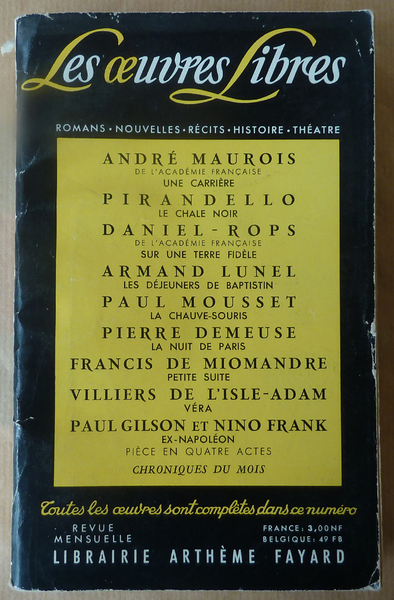 Les œuvres Libres
ROMANS • NOUVELLES • RÉCITS • HISTOIRE • THÉATRE
ANDRÉ MAUROIS
DE L'ACADÉMIE FRANÇAISE
UNE CARRIÈRE
PIRANDELLO
LE CHALE NOIR
DANIEL-ROPS
DE L'ACADÉMIE FRANÇAISE
SUR UNE TERRE FIDÈLE
ARMAND LUNEL
LES DÉJEUNERS DE BAPTISTIN
PAUL MOUSSET
LA CHAUVE-SOURIS
PIERRE DEMEUSE
LA NUIT DE PARIS
FRANCIS DE MIOMANDRE
PETITE SUITE
VILLIERS DE L'ISLE-ADAM
VÉRA
PAUL GILSON ET NINO FRANK
EX-NAPOLÉON
PIÈCE EN QUATRE ACTES
CHRONIQUES DU MOIS
Toutes les œuvres sont complètes dans ce numéro
REVUE MENSUELLE
FRANCE: 3,00 NF
BELGIQUE: 49 FB
LIBRAIRIE ARTHÈME FAYARD